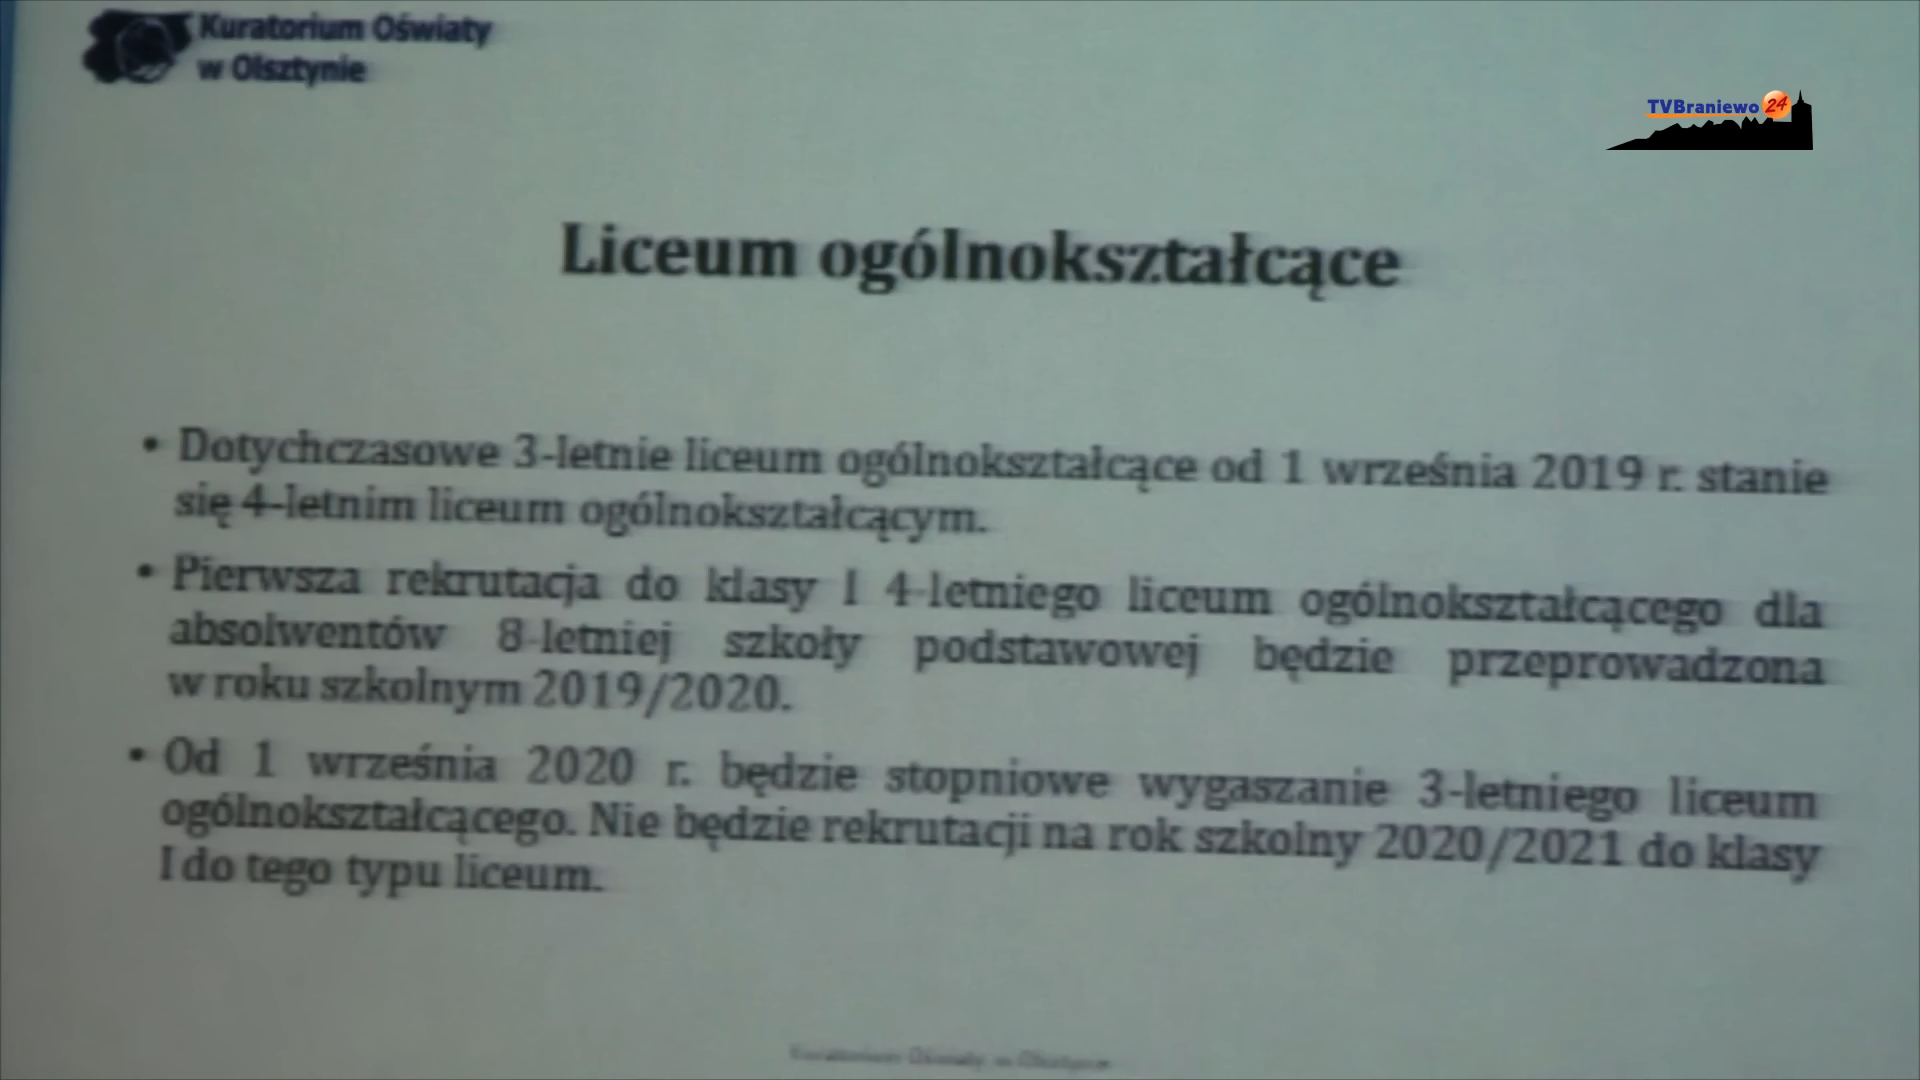 Kuratorium Oświaty
w Olsztynie
TVBraniewo 24
Liceum ogólnokształcące
• Dotychczasowe 3-letnie liceum ogólnokształcące od 1 września 2019 r. stanie
się 4-letnim liceum ogólnokształcącym.
• Pierwsza rekrutacja do klasy I 4-letniego liceum ogólnokształcącego dla
absolwentów 8-letniej szkoły podstawowej będzie przeprowadzona
w roku szkolnym 2019/2020.
• Od 1 września 2020 r. będzie stopniowe wygaszanie 3-letniego liceum
ogólnokształcącego. Nie będzie rekrutacji na rok szkolny 2020/2021 do klasy
I do tego typu liceum.
Kuratorium Oświaty w Olsztynie